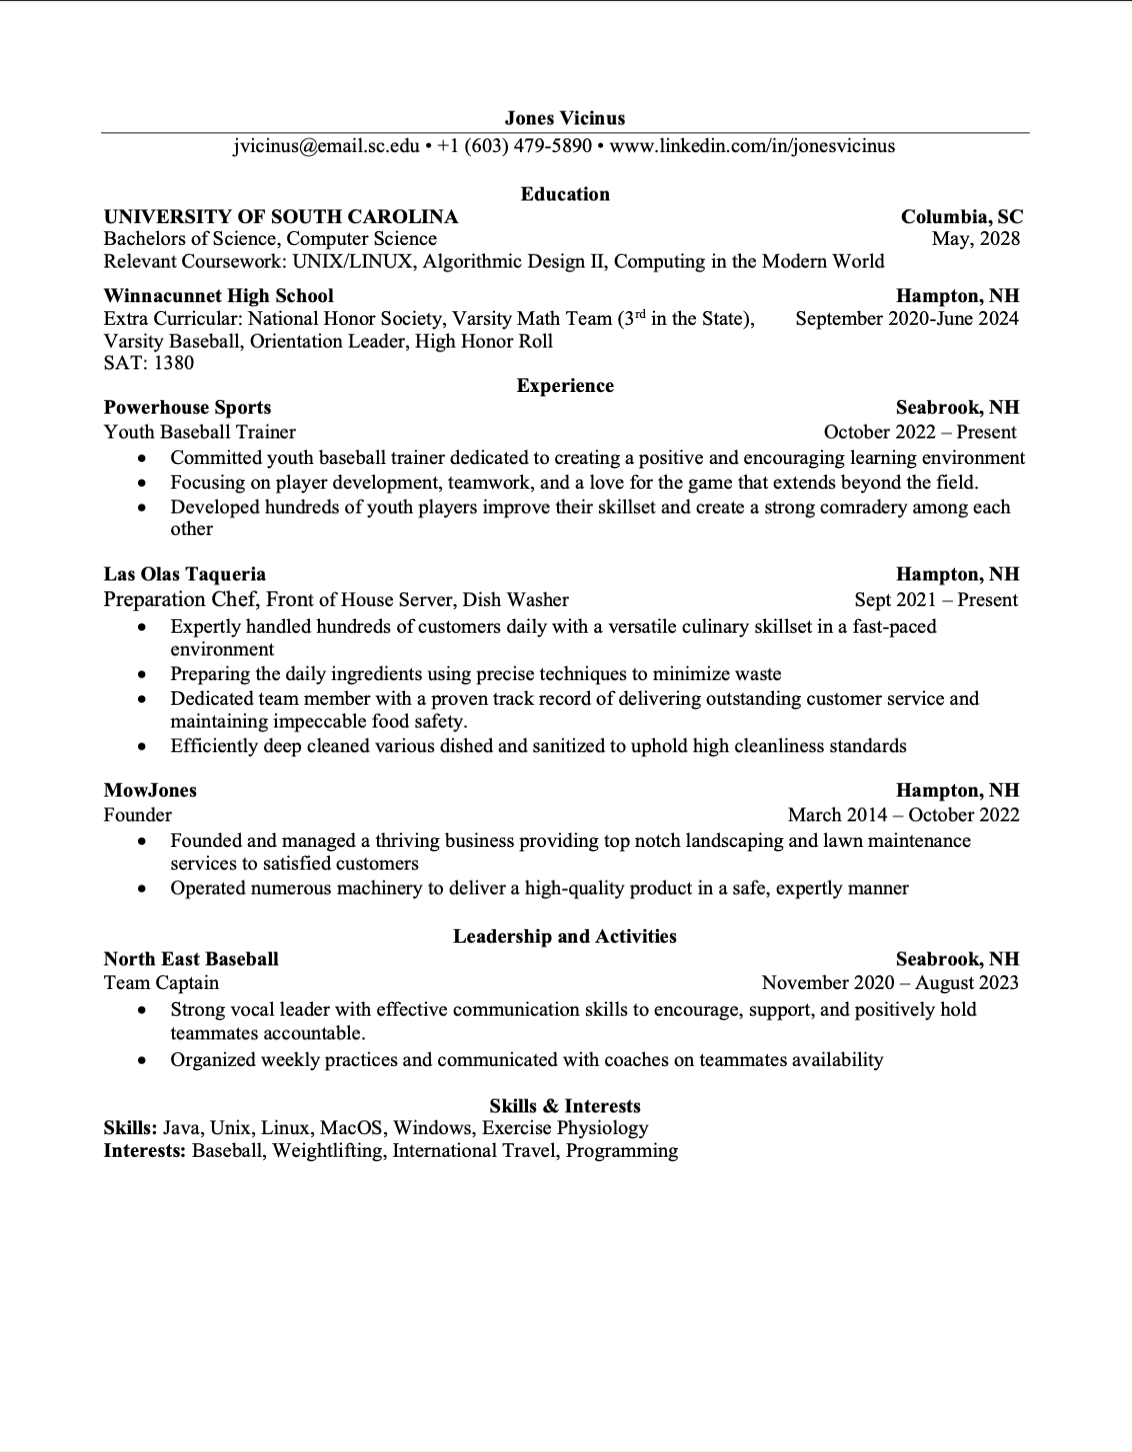 Jones Vicinus
jvicinus@email.sc.edu • +1 (603) 479-5890 • www.linkedin.com/in/jonesvicinus
Education
UNIVERSITY OF SOUTH CAROLINA Columbia, SC
Bachelors of Science, Computer Science May, 2028
Relevant Coursework: UNIX/LINUX, Algorithmic Design II, Computing in the Modern World
Winnacunnet High School Hampton, NH
Extra Curricular: National Honor Society, Varsity Math Team (3rd in the State), September 2020-June 2024
Varsity Baseball, Orientation Leader, High Honor Roll
SAT: 1380
Experience
Powerhouse Sports Seabrook, NH
Youth Baseball Trainer October 2022 – Present
• Committed youth baseball trainer dedicated to creating a positive and encouraging learning environment
• Focusing on player development, teamwork, and a love for the game that extends beyond the field.
• Developed hundreds of youth players improve their skillset and create a strong comradery among each
other
Las Olas Taqueria Hampton, NH
Preparation Chef, Front of House Server, Dish Washer Sept 2021 – Present
• Expertly handled hundreds of customers daily with a versatile culinary skillset in a fast-paced
environment
• Preparing the daily ingredients using precise techniques to minimize waste
• Dedicated team member with a proven track record of delivering outstanding customer service and
maintaining impeccable food safety.
• Efficiently deep cleaned various dished and sanitized to uphold high cleanliness standards
MowJones Hampton, NH
Founder March 2014 – October 2022
• Founded and managed a thriving business providing top notch landscaping and lawn maintenance
services to satisfied customers
• Operated numerous machinery to deliver a high-quality product in a safe, expertly manner
Leadership and Activities
North East Baseball Seabrook, NH
Team Captain November 2020 – August 2023
• Strong vocal leader with effective communication skills to encourage, support, and positively hold
teammates accountable.
• Organized weekly practices and communicated with coaches on teammates availability
Skills & Interests
Skills: Java, Unix, Linux, MacOS, Windows, Exercise Physiology
Interests: Baseball, Weightlifting, International Travel, Programming